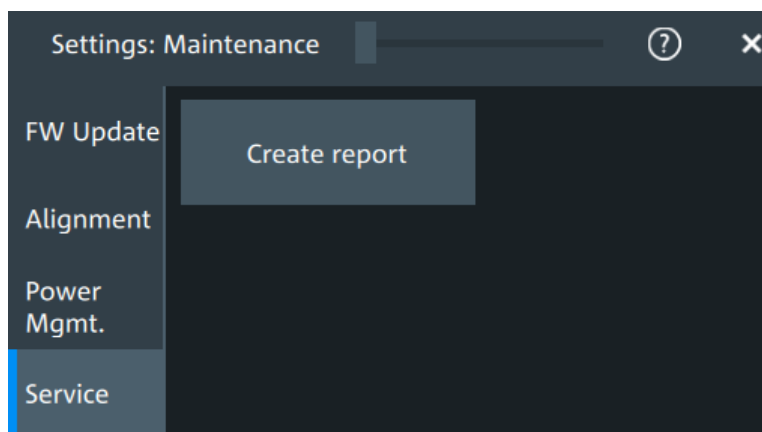 Settings: Maintenance
?
×
FW Update
Create report
Alignment
Power
Mgmt.
Service